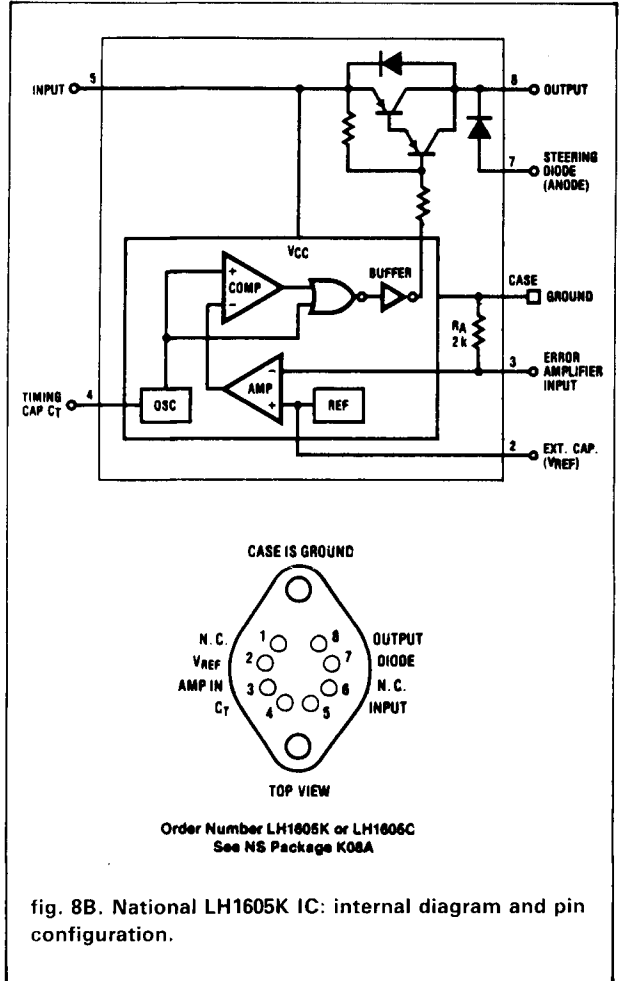 INPUT 5
8 OUTPUT
7 STEERING
DIODE
(ANODE)
VCC
COMP
+
−
BUFFER
CASE
GROUND
RA
2k
3 ERROR
AMPLIFIER
INPUT
TIMING 4
CAP CT
OSC
AMP
−
+
REF
2 EXT. CAP.
(VREF)
CASE IS GROUND
N.C. 1 8 OUTPUT
VREF 2 7 DIODE
AMP IN 3 6 N.C.
CT 4 5 INPUT
TOP VIEW
Order Number LH1605K or LH1605C
See NS Package K08A
fig. 8B. National LH1605K IC: internal diagram and pin
configuration.